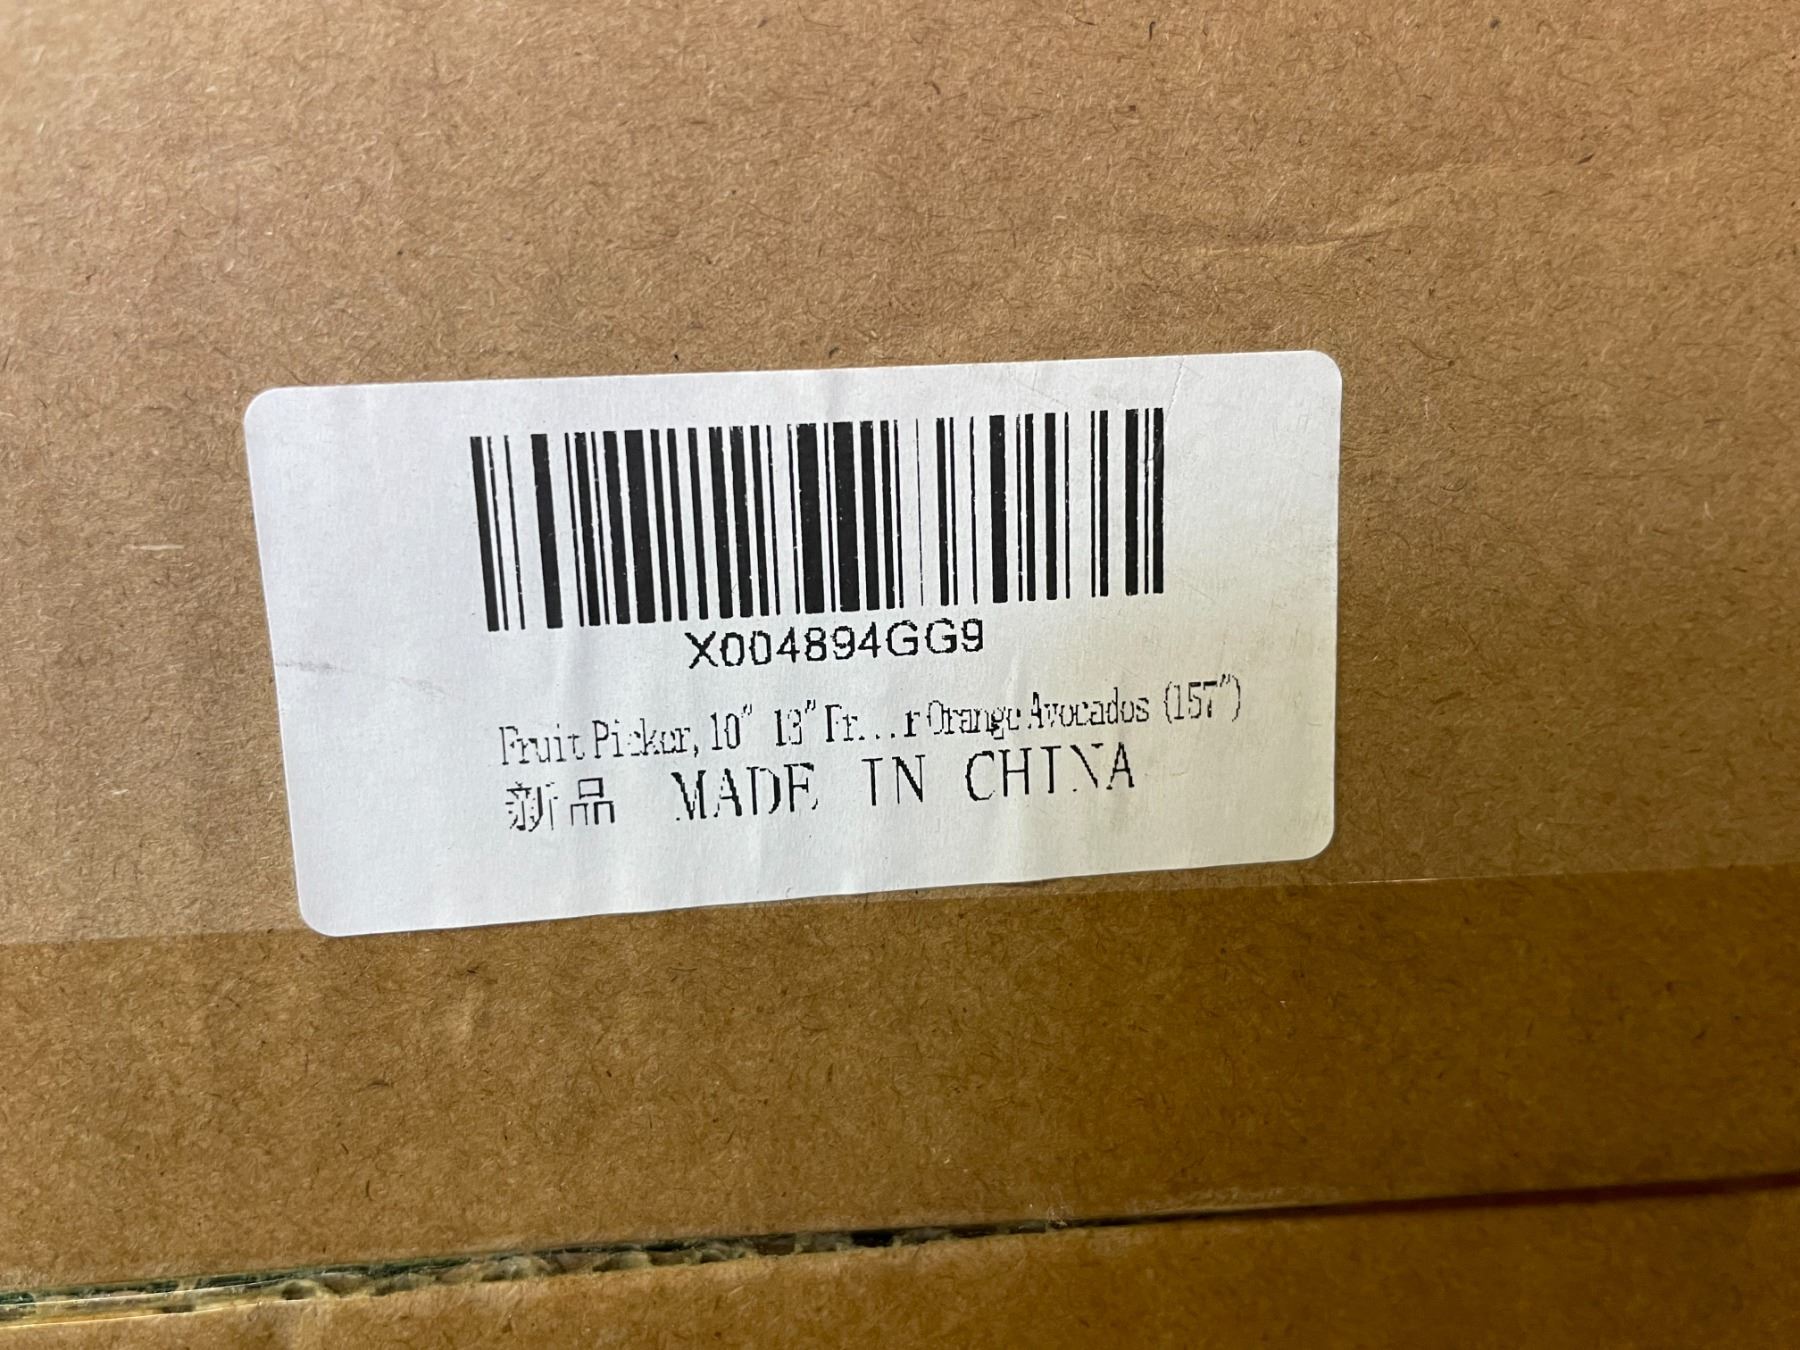 X004894GG9
Fruit Picker, 10" 13" Fr...r Orange Avocados (157")
新品 MADE IN CHINA